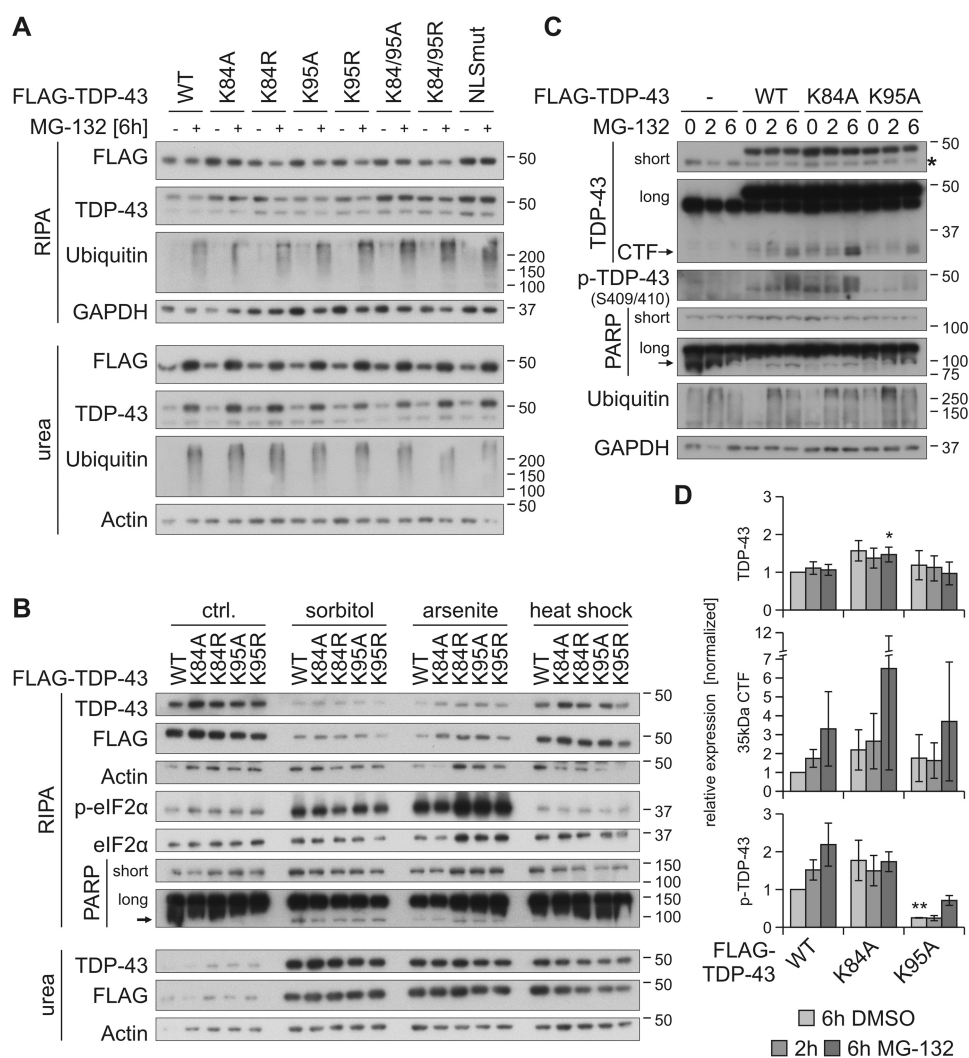 A
FLAG-TDP-43 WT K84A K84R K95A K95R K84/95A K84/95R NLSmut
MG-132 [6h] - + - + - + - + - + - + - + - +
RIPA
FLAG 50
TDP-43 50
Ubiquitin 200 150 100
GAPDH 37
urea
FLAG 50
TDP-43 50
Ubiquitin 200 150 100
50
Actin
B
ctrl. sorbitol arsenite heat shock
FLAG-TDP-43 WT K84A K84R K95A K95R WT K84A K84R K95A K95R WT K84A K84R K95A K95R WT K84A K84R K95A K95R
RIPA
TDP-43 50
FLAG 50
Actin 50
p-eIF2α 37
eIF2α 37
PARP
short 150 100
long 150 100
urea
TDP-43 50
FLAG 50
Actin 50
C
FLAG-TDP-43 - WT K84A K95A
MG-132 0 2 6 0 2 6 0 2 6 0 2 6
TDP-43
short 50 *
long 50
37
CTF
p-TDP-43 50
(S409/410)
PARP
short 100
long 100 75
Ubiquitin 250 150
GAPDH 37
D
relative expression [normalized]
TDP-43
3
2
1
0
*
35kDa CTF
12
7
6
5
4
3
2
1
0
p-TDP-43
3
2
1
0
**
FLAG-
TDP-43
WT K84A K95A
6h DMSO
2h 6h MG-132